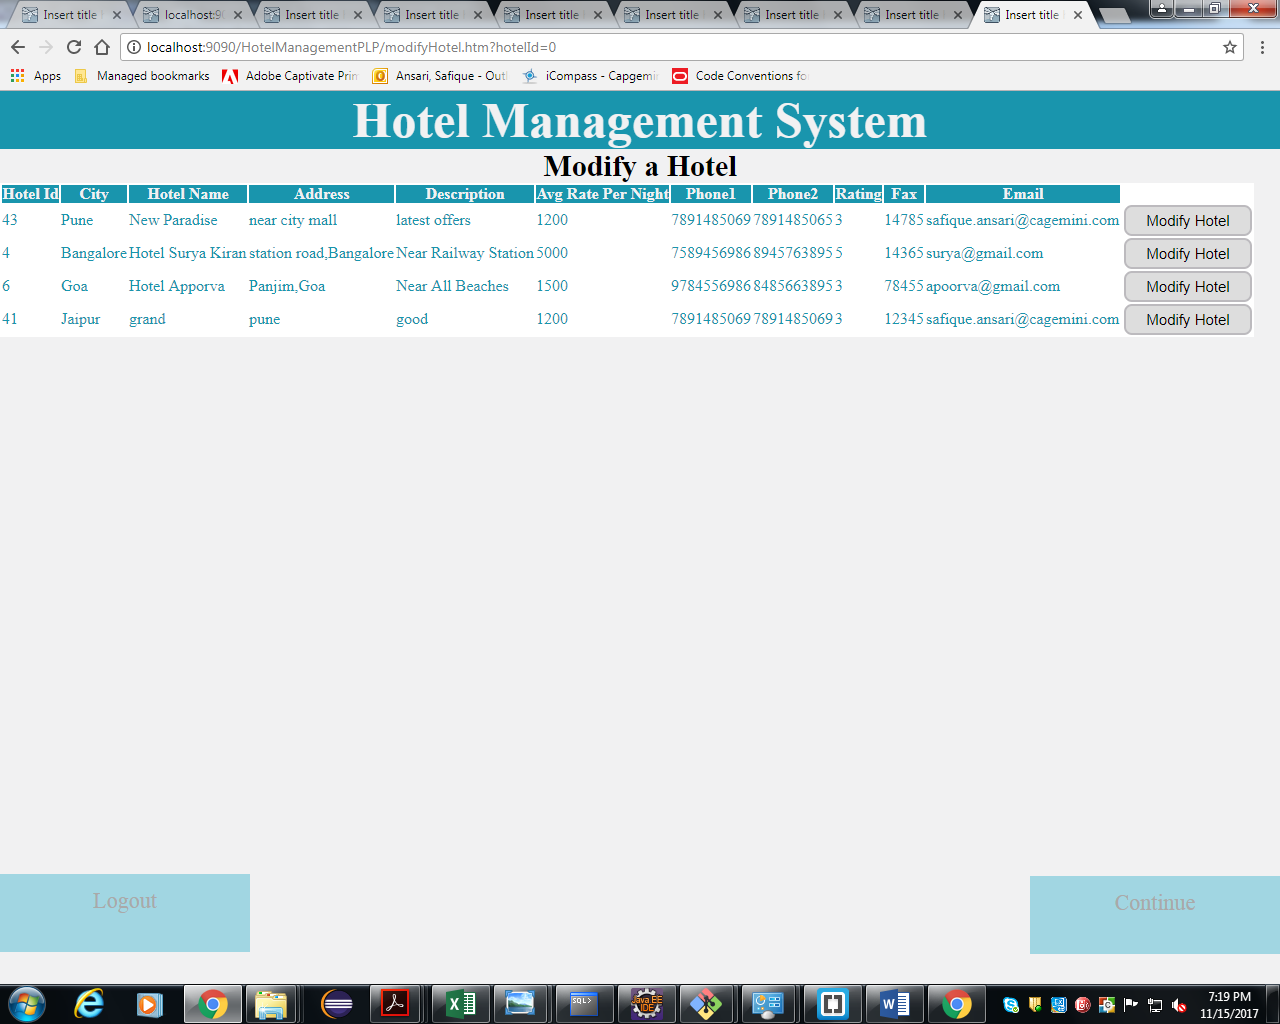 Insert title localhost:9 Insert title Insert title Insert title Insert title Insert title Insert title Insert title
localhost:9090/HotelManagementPLP/modifyHotel.htm?hotelId=0
Apps Managed bookmarks Adobe Captivate Prim Ansari, Safique - Outl iCompass - Capgemin Code Conventions fo
Hotel Management System
Modify a Hotel
Hotel Id City Hotel Name Address Description Avg Rate Per Night Phone1 Phone2 Rating Fax Email
43 Pune New Paradise near city mall latest offers 1200 7891485069 7891485065 3 14785 safique.ansari@cagemini.com Modify Hotel
4 Bangalore Hotel Surya Kiran station road,Bangalore Near Railway Station 5000 7589456986 8945763895 5 14365 surya@gmail.com Modify Hotel
6 Goa Hotel Apporva Panjim,Goa Near All Beaches 1500 9784556986 8485663895 3 78455 apoorva@gmail.com Modify Hotel
41 Jaipur grand pune good 1200 7891485069 7891485069 3 12345 safique.ansari@cagemini.com Modify Hotel
Logout
Continue
SQL> Java EE IDE
7:19 PM
11/15/2017